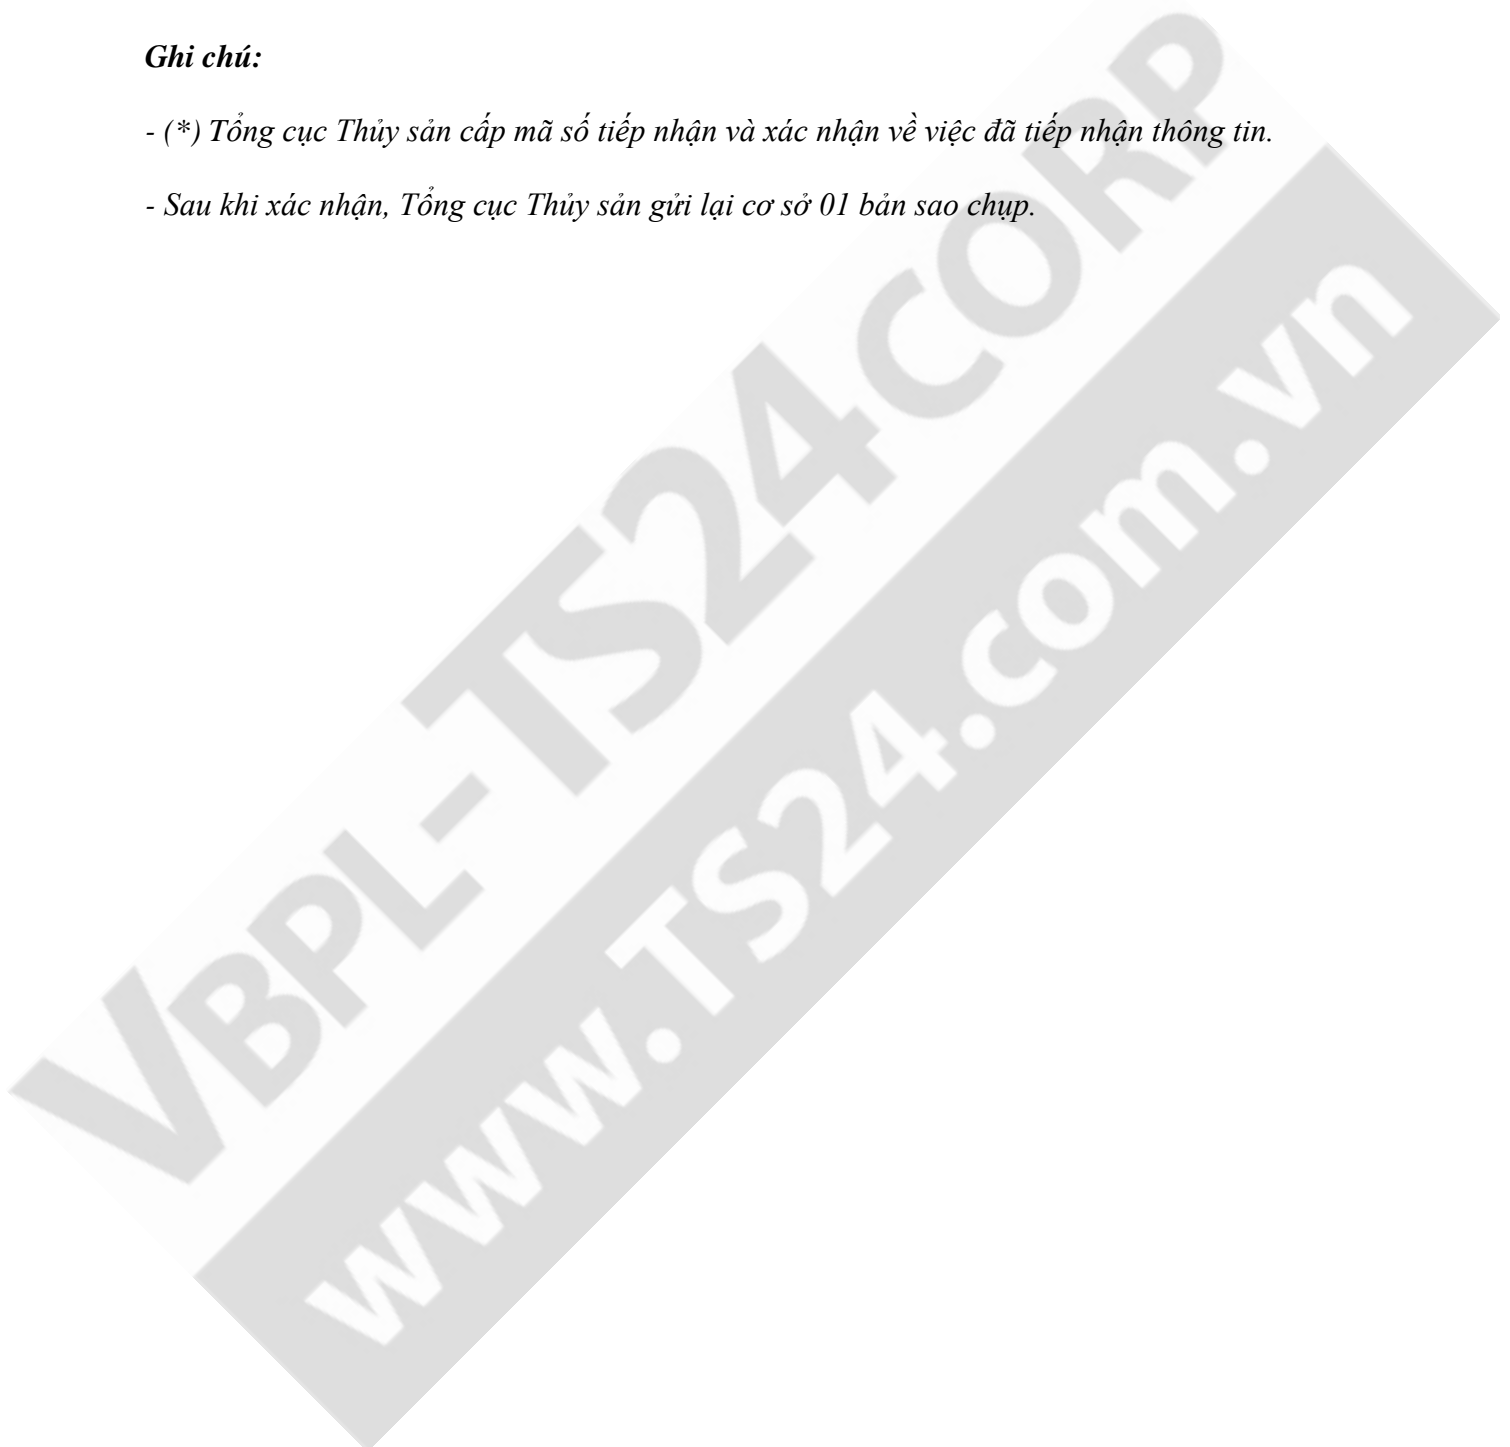 Ghi chú:
- (*) Tổng cục Thủy sản cấp mã số tiếp nhận và xác nhận về việc đã tiếp nhận thông tin.
- Sau khi xác nhận, Tổng cục Thủy sản gửi lại cơ sở 01 bản sao chụp.
VBPL-TS24CORP
www.TS24.com.vn